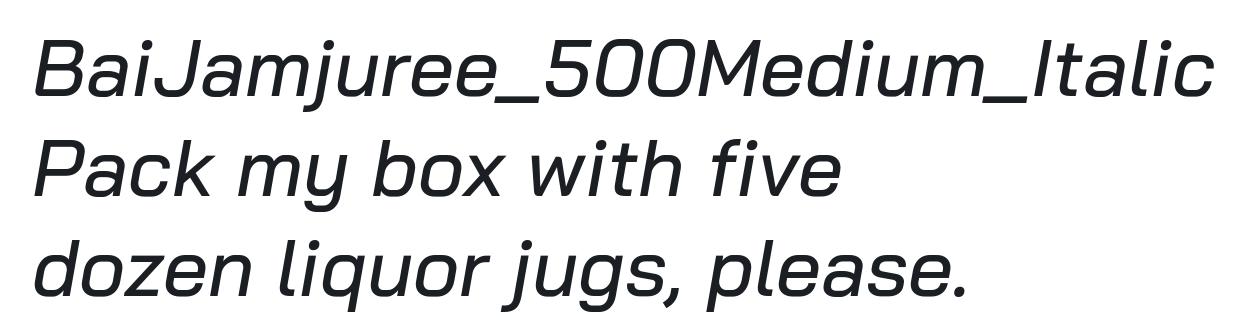 BaiJamjuree_500Medium_Italic
Pack my box with five
dozen liquor jugs, please.